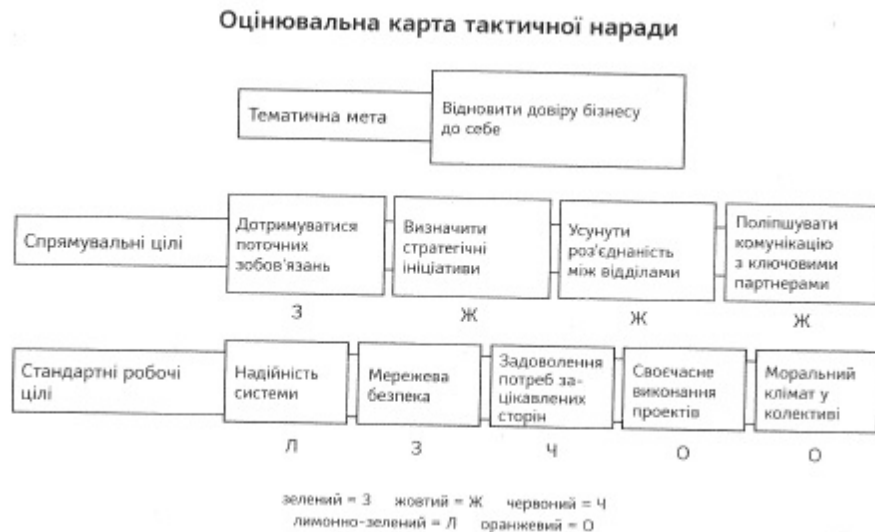 Оцінювальна карта тактичної наради
Тематична мета
Відновити довіру бізнесу
до себе
Спрямувальні цілі
Дотримуватися
поточних
зобов'язань
З
Визначити
стратегічні
ініціативи
Ж
Усунути
роз'єднаність
між відділами
Ж
Поліпшувати
комунікацію
з ключовими
партнерами
Ж
Стандартні робочі
цілі
Надійність
системи
Л
Мережева
безпека
З
Задоволення
потреб за-
цікавлених
сторін
Ч
Своєчасне
виконання
проектів
О
Моральний
клімат у
колективі
О
зелений = З жовтий = Ж червоний = Ч
лимонно-зелений = Л оранжевий = О